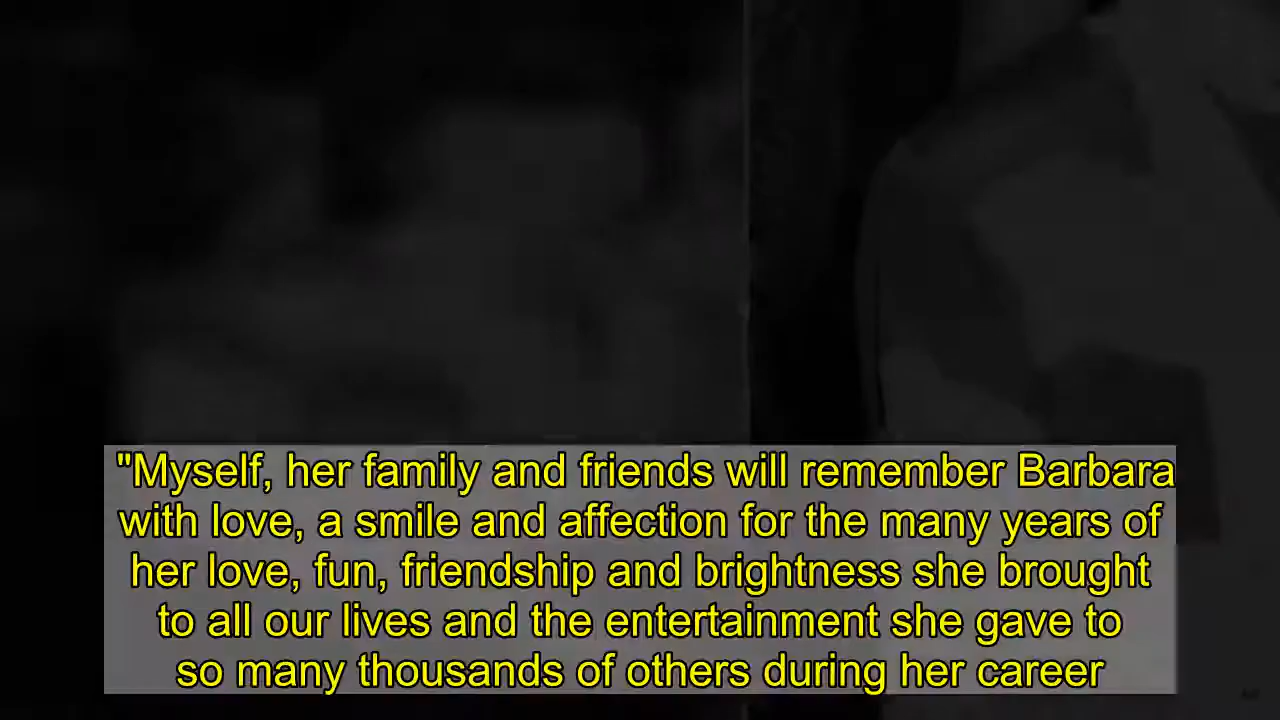 "Myself, her family and friends will remember Barbara
with love, a smile and affection for the many years of
her love, fun, friendship and brightness she brought
to all our lives and the entertainment she gave to
so many thousands of others during her career